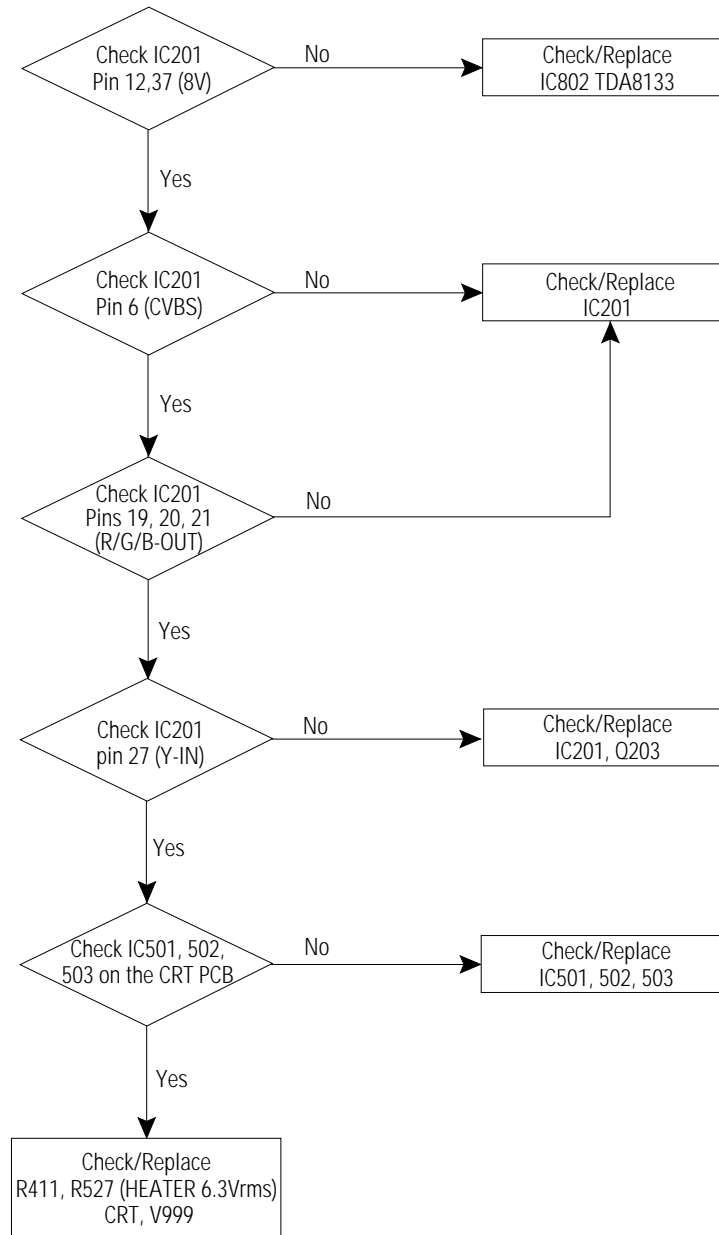 Check IC201
Pin 12,37 (8V)
No
Check/Replace
IC802 TDA8133
Yes
Check IC201
Pin 6 (CVBS)
No
Check/Replace
IC201
Yes
Check IC201
Pins 19, 20, 21
(R/G/B-OUT)
No
Yes
Check IC201
pin 27 (Y-IN)
No
Check/Replace
IC201, Q203
Yes
Check IC501, 502,
503 on the CRT PCB
No
Check/Replace
IC501, 502, 503
Yes
Check/Replace
R411, R527 (HEATER 6.3Vrms)
CRT, V999